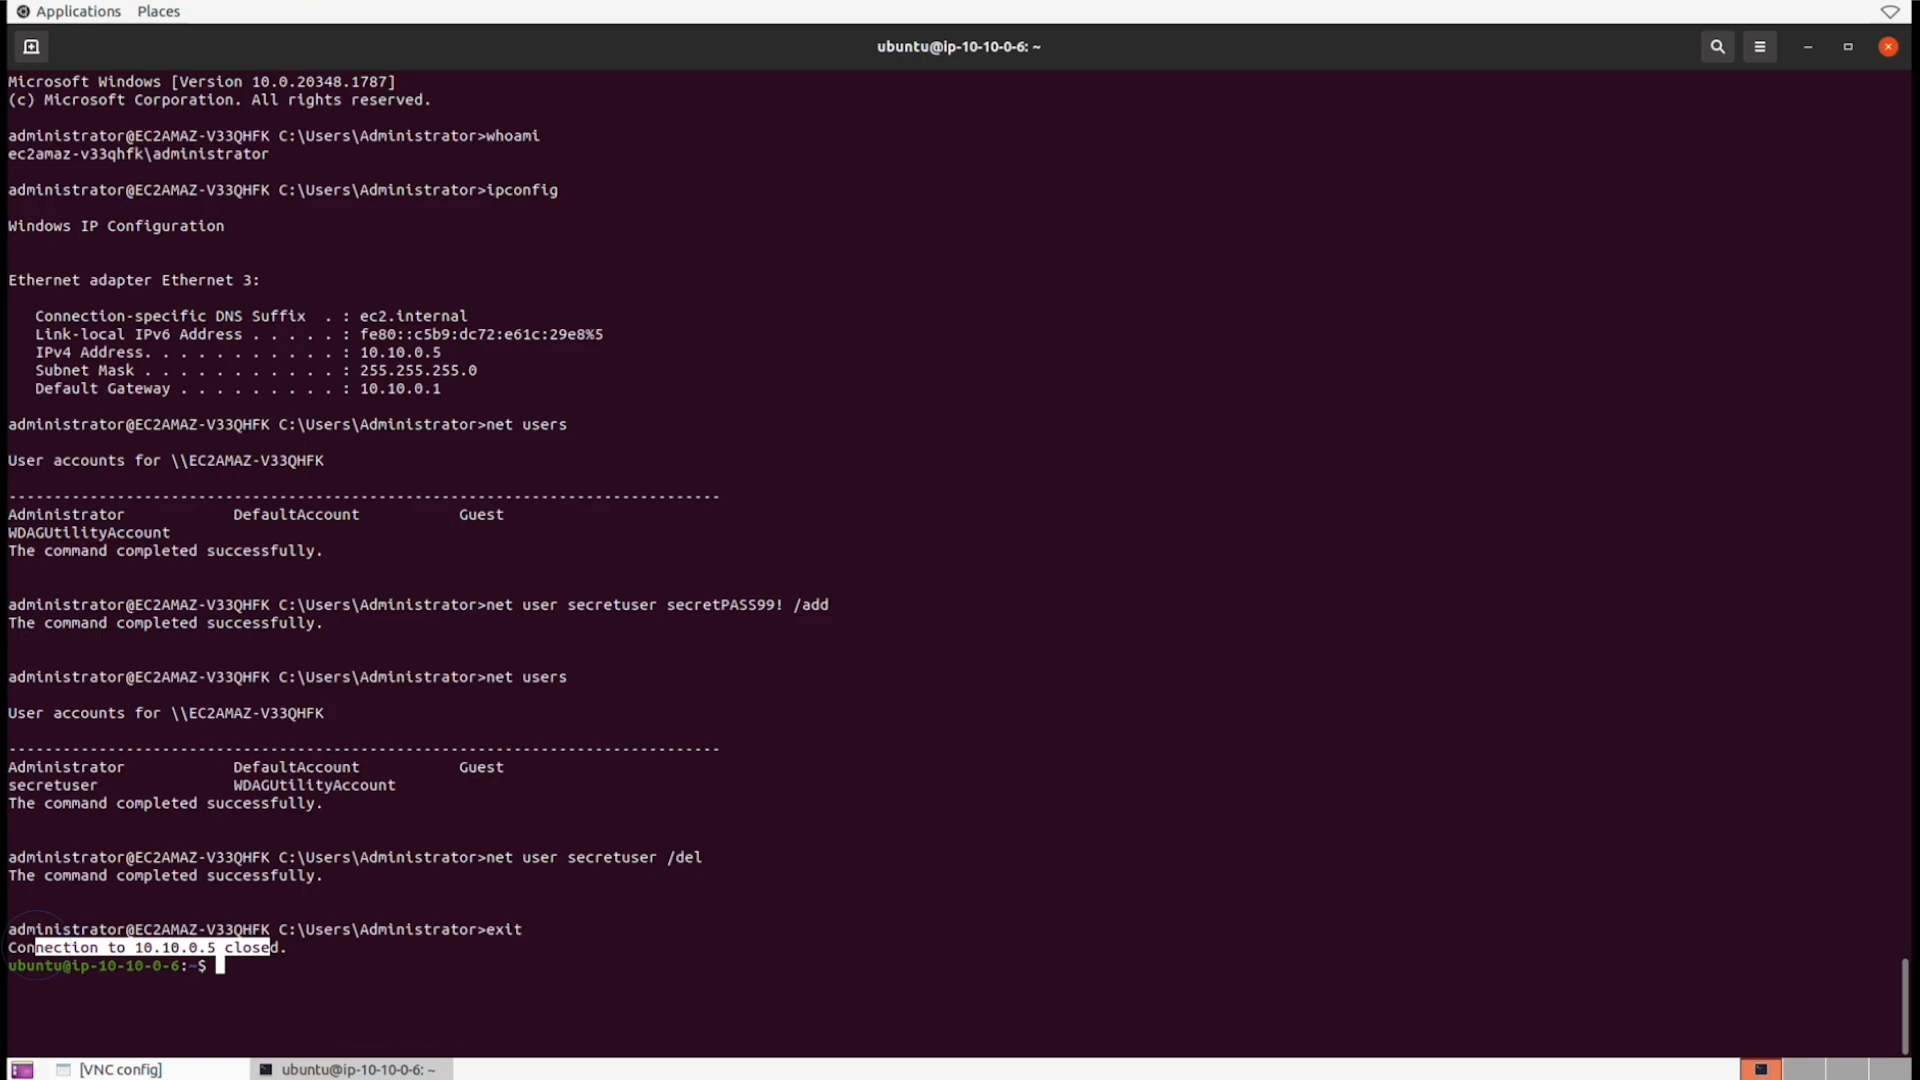 Applications Places
ubuntu@ip-10-10-0-6: ~
Microsoft Windows [Version 10.0.20348.1787]
(c) Microsoft Corporation. All rights reserved.
administrator@EC2AMAZ-V33QHFK C:\Users\Administrator>whoami
ec2amaz-v33qhfk\administrator
administrator@EC2AMAZ-V33QHFK C:\Users\Administrator>ipconfig
Windows IP Configuration
Ethernet adapter Ethernet 3:
Connection-specific DNS Suffix  . : ec2.internal
Link-local IPv6 Address . . . . . : fe80::c5b9:dc72:e61c:29e8%5
IPv4 Address. . . . . . . . . . . : 10.10.0.5
Subnet Mask . . . . . . . . . . . : 255.255.255.0
Default Gateway . . . . . . . . . : 10.10.0.1
administrator@EC2AMAZ-V33QHFK C:\Users\Administrator>net users
User accounts for \\EC2AMAZ-V33QHFK
-------------------------------------------------------------------------------
Administrator            DefaultAccount           Guest
WDAGUtilityAccount
The command completed successfully.
administrator@EC2AMAZ-V33QHFK C:\Users\Administrator>net user secretuser secretPASS99! /add
The command completed successfully.
administrator@EC2AMAZ-V33QHFK C:\Users\Administrator>net users
User accounts for \\EC2AMAZ-V33QHFK
-------------------------------------------------------------------------------
Administrator            DefaultAccount           Guest
secretuser               WDAGUtilityAccount
The command completed successfully.
administrator@EC2AMAZ-V33QHFK C:\Users\Administrator>net user secretuser /del
The command completed successfully.
administrator@EC2AMAZ-V33QHFK C:\Users\Administrator>exit
Connection to 10.10.0.5 closed.
ubuntu@ip-10-10-0-6:~$
[VNC config] ubuntu@ip-10-10-0-6: ~